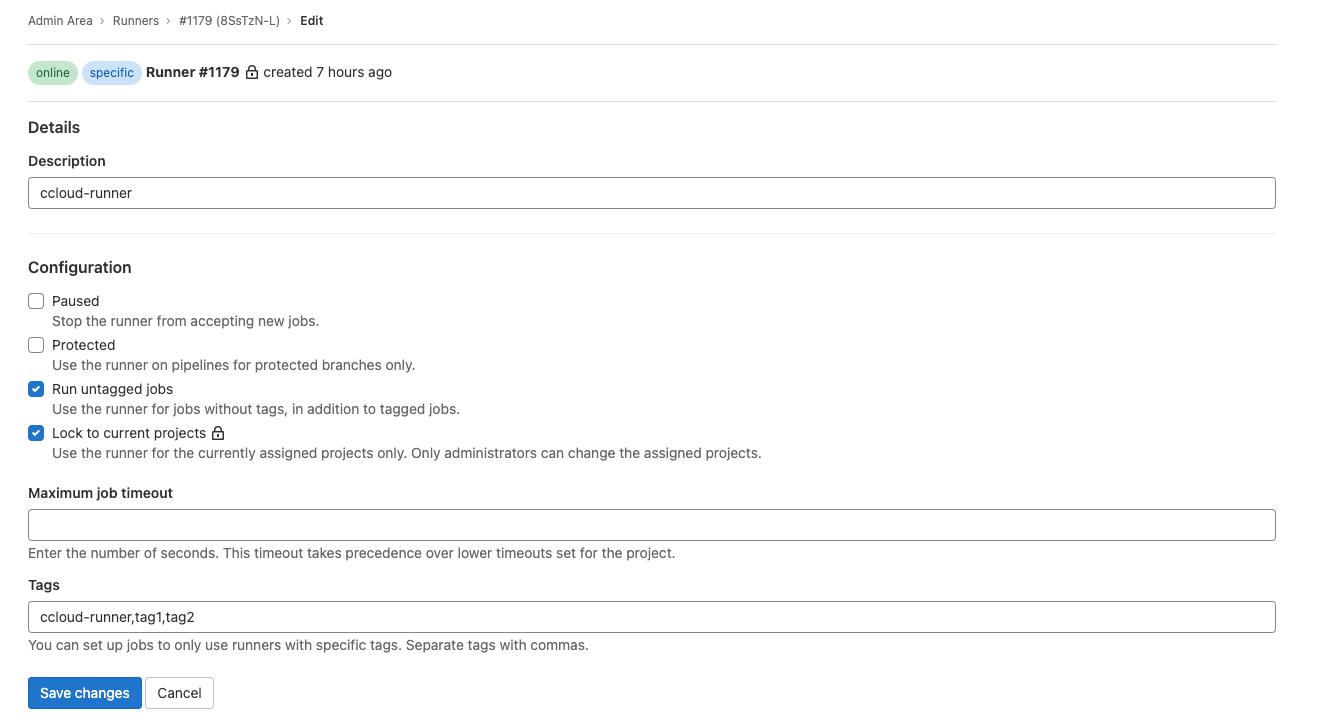 Admin Area › Runners › #1179 (8SsTzN-L) › Edit
online specific Runner #1179 created 7 hours ago
Details
Description
ccloud-runner
Configuration
Paused
Stop the runner from accepting new jobs.
Protected
Use the runner on pipelines for protected branches only.
Run untagged jobs
Use the runner for jobs without tags, in addition to tagged jobs.
Lock to current projects
Use the runner for the currently assigned projects only. Only administrators can change the assigned projects.
Maximum job timeout
Enter the number of seconds. This timeout takes precedence over lower timeouts set for the project.
Tags
ccloud-runner,tag1,tag2
You can set up jobs to only use runners with specific tags. Separate tags with commas.
Save changes Cancel